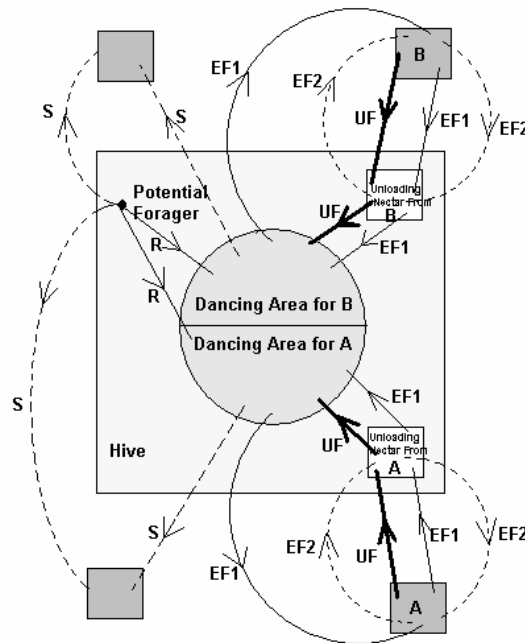 B
EF1
EF2
S
S
UF
EF1
EF2
Potential
Forager
Unloading
Nectar From
B
UF
R
EF1
R
Dancing Area for B
Dancing Area for A
S
EF1
Hive
UF
Unloading
Nectar From
A
S
EF1
EF2
UF
EF1
EF2
A